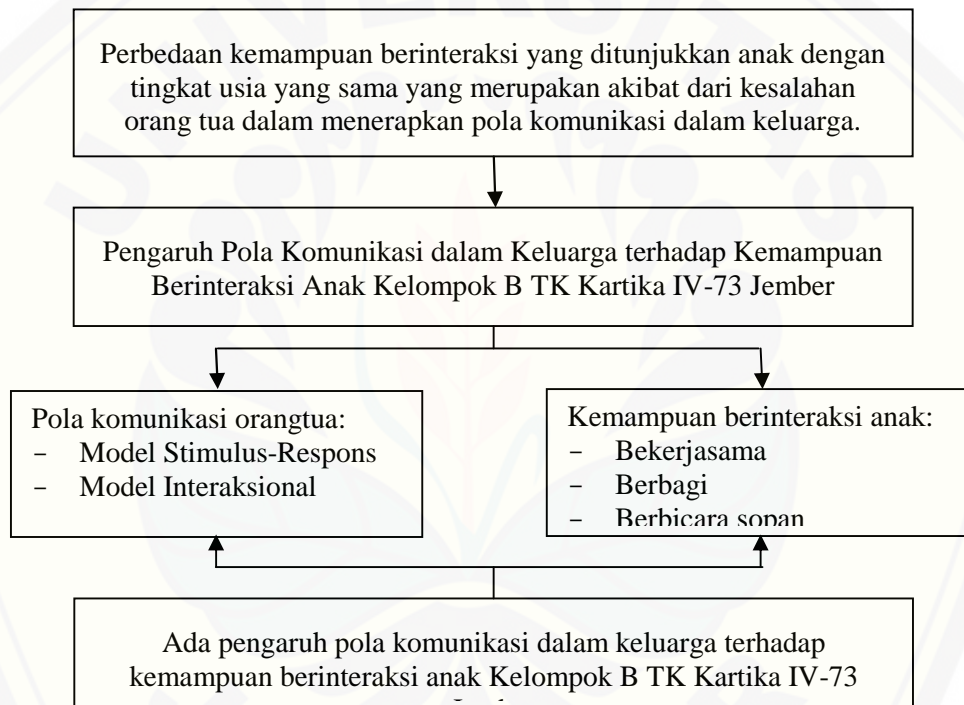 Perbedaan kemampuan berinteraksi yang ditunjukkan anak dengan
tingkat usia yang sama yang merupakan akibat dari kesalahan
orang tua dalam menerapkan pola komunikasi dalam keluarga.
Pengaruh Pola Komunikasi dalam Keluarga terhadap Kemampuan
Berinteraksi Anak Kelompok B TK Kartika IV-73 Jember
Pola komunikasi orangtua:
- Model Stimulus-Respons
- Model Interaksional
Kemampuan berinteraksi anak:
- Bekerjasama
- Berbagi
- Berbicara sopan
Ada pengaruh pola komunikasi dalam keluarga terhadap
kemampuan berinteraksi anak Kelompok B TK Kartika IV-73